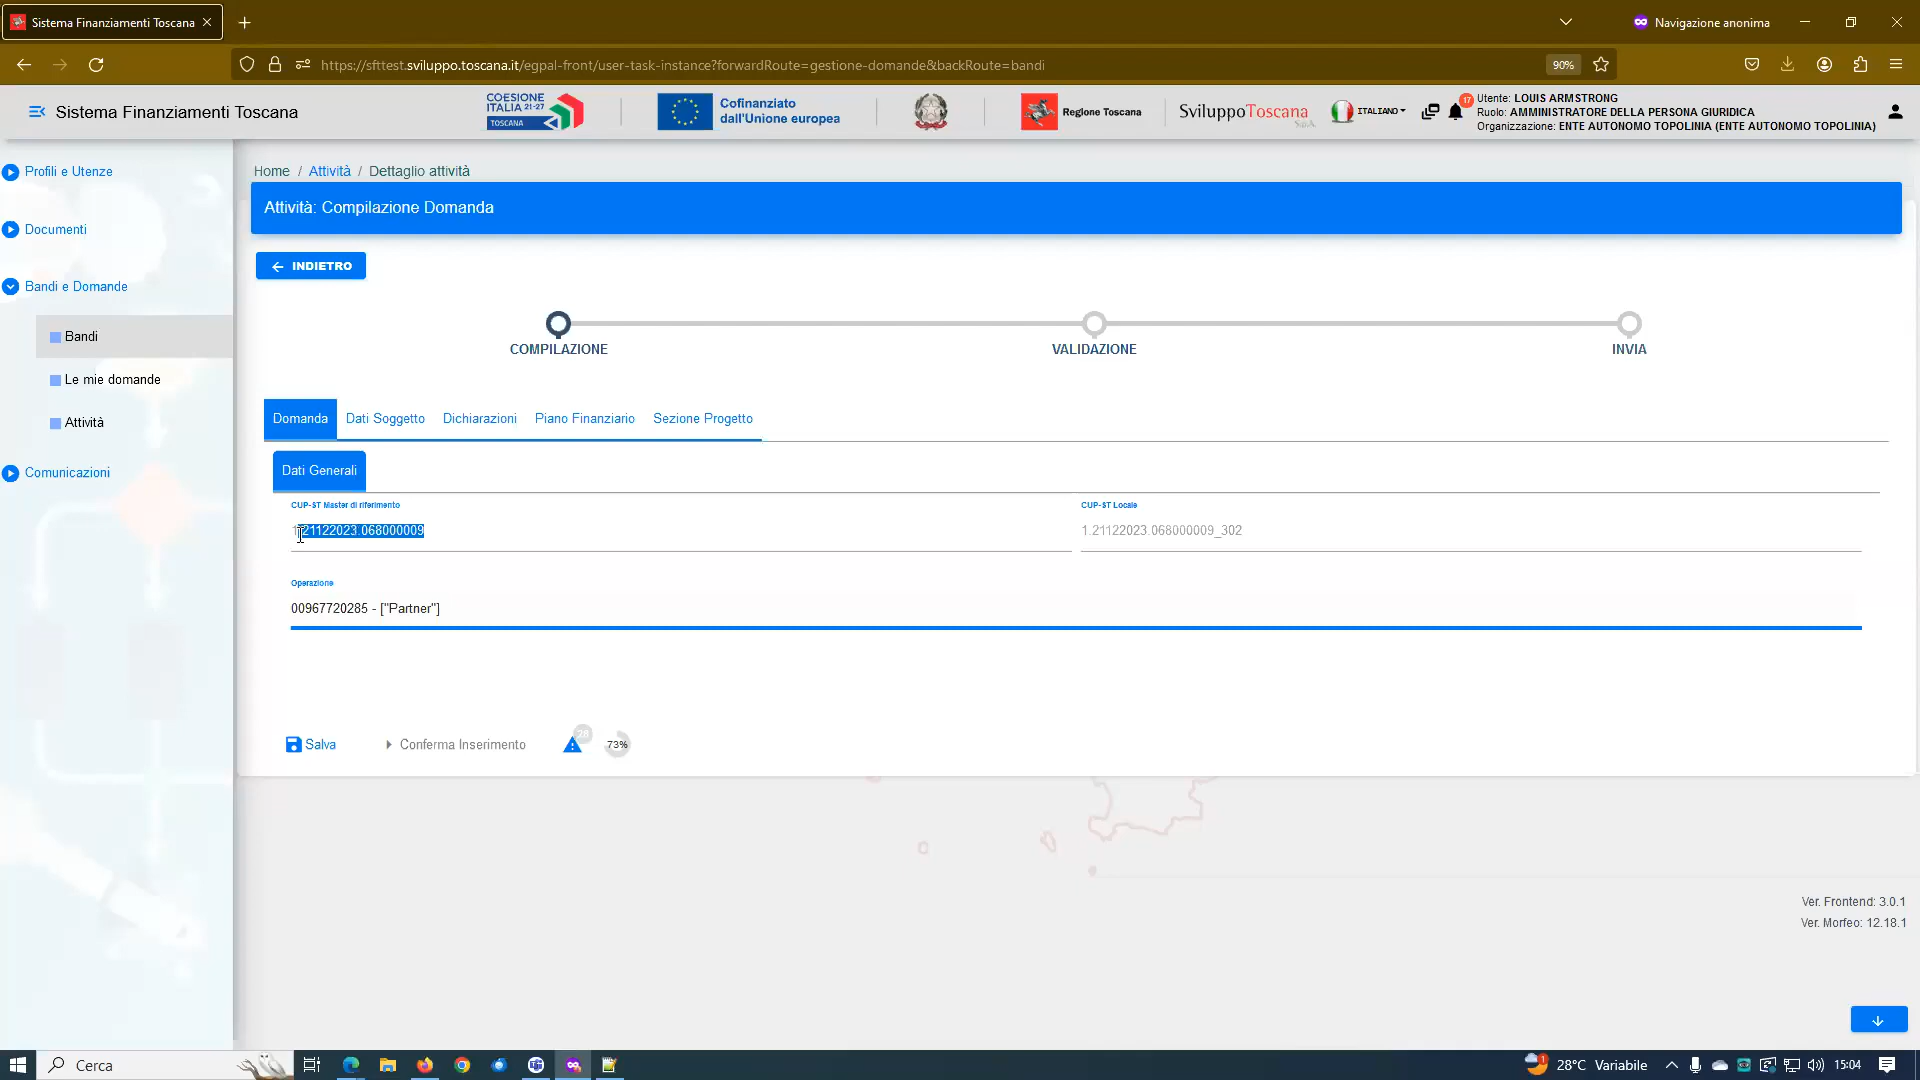 Sistema Finanziamenti Toscana
Navigazione anonima
https://sfttest.sviluppo.toscana.it/egpal-front/user-task-instance?forwardRoute=gestione-domande&backRoute=bandi
90%
Sistema Finanziamenti Toscana
COESIONE
ITALIA 21-27
TOSCANA
Cofinanziato
dall'Unione europea
Regione Toscana
SviluppoToscana
S.p.A.
ITALIANO
17
Utente: LOUIS ARMSTRONG
Ruolo: AMMINISTRATORE DELLA PERSONA GIURIDICA
Organizzazione: ENTE AUTONOMO TOPOLINIA (ENTE AUTONOMO TOPOLINIA)
Profili e Utenze
Documenti
Bandi e Domande
Bandi
Le mie domande
Attività
Comunicazioni
Home / Attività / Dettaglio attività
Attività: Compilazione Domanda
INDIETRO
COMPILAZIONE
VALIDAZIONE
INVIA
Domanda
Dati Soggetto
Dichiarazioni
Piano Finanziario
Sezione Progetto
Dati Generali
CUP-ST Master di riferimento
1.21122023.068000009
CUP-ST Locale
1.21122023.068000009_302
Operazione
00967720285 - ["Partner"]
Salva
Conferma Inserimento
28
73%
Ver. Frontend: 3.0.1
Ver. Morfeo: 12.18.1
Cerca
1
28°C Variabile
15:04